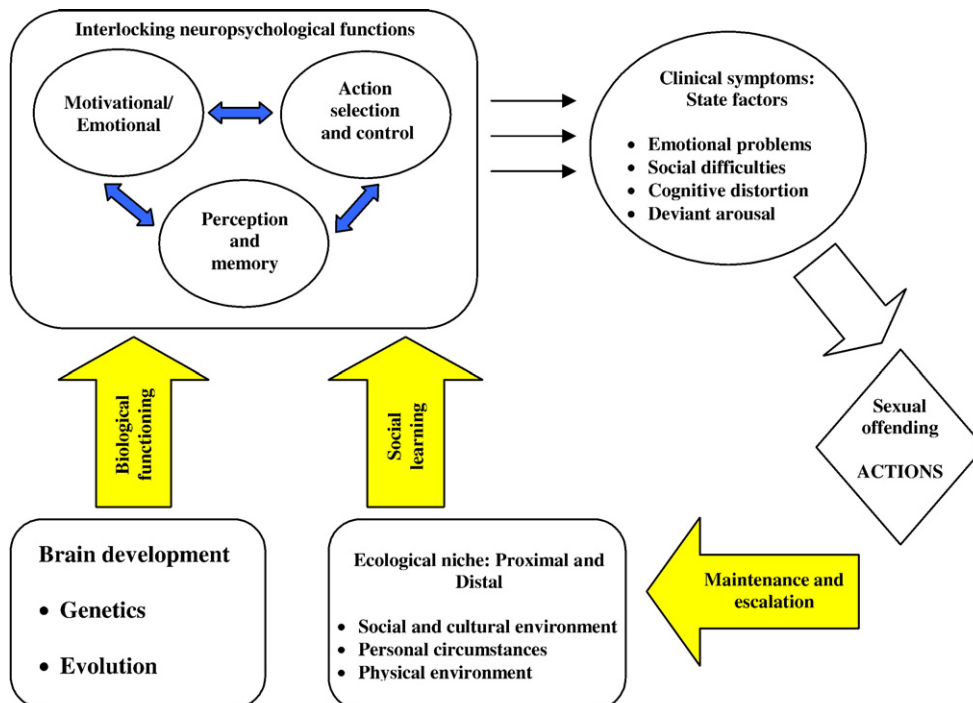 Interlocking neuropsychological functions
Motivational/
Emotional
Action
selection
and control
Perception
and
memory
Clinical symptoms:
State factors
• Emotional problems
• Social difficulties
• Cognitive distortion
• Deviant arousal
Biological
functioning
Social
learning
Sexual
offending
ACTIONS
Brain development
• Genetics
• Evolution
Ecological niche: Proximal and
Distal
• Social and cultural environment
• Personal circumstances
• Physical environment
Maintenance and
escalation